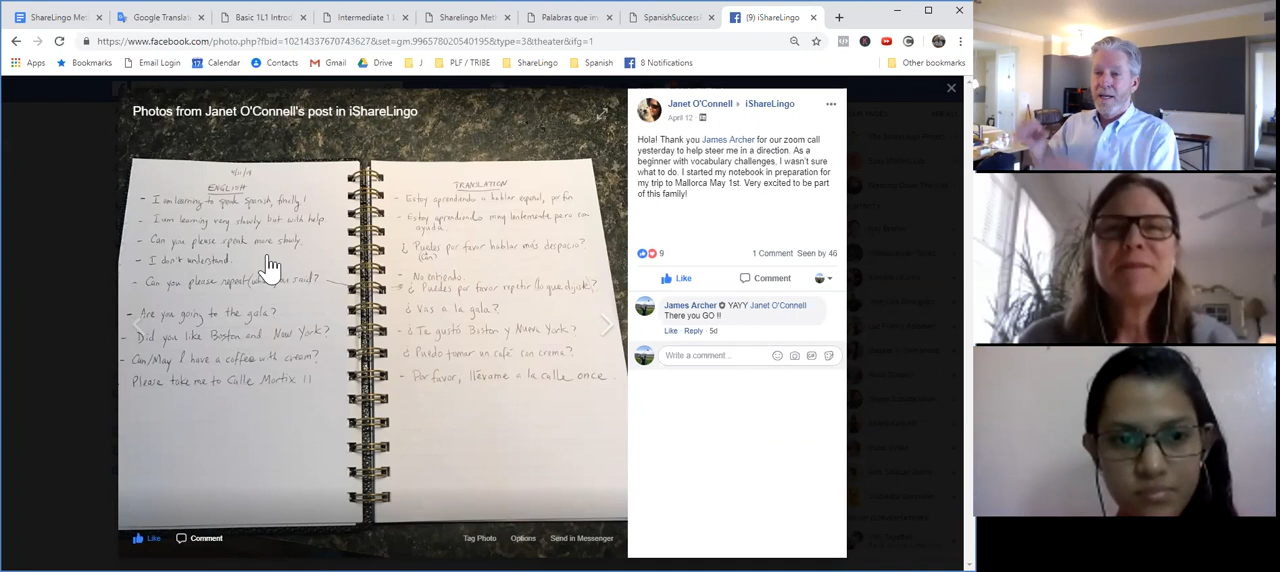 ShareLingo Met
Google Transla
Basic 1L1 Introd
Intermediate 1 L
Sharelingo Met
Palabras que im
SpanishSuccess
(9) iShareLingo
https://www.facebook.com/photo.php?fbid=10214337670743627&set=gm.996578020540195&type=3&theater&ifg=1
Apps
Bookmarks
Email Login
Calendar
Contacts
Gmail
Drive
J
PLF / TRIBE
ShareLingo
Spanish
8 Notifications
Other bookmarks
Photos from Janet O'Connell's post in iShareLingo
4/11/19
ENGLISH
- I am learning to speak Spanish, finally!
- I am learning very slowly but with help.
- Can you please speak more slowly.
- I don't understand.
- Can you please repeat said?
- Are you going to the gala?
- Did you like Boston and New York?
- Can/May I have a coffee with cream?
Please take me to Calle Mortix 11
TRANSLATION
- Estoy aprendiendo a hablar español, por fin
- Estoy aprendiendo muy lentamente pero con
ayuda.
¿ Puedes por favor hablar más despacio?
(Can)
- No entiendo.
¿ Puedes por favor repetir (lo que dijiste)?
¿ Vas a la gala?
- ¿ Te gustó Boston y Nueva York?
¿ Puedo tomar un café con crema?
- Por favor, llévame a la calle once
Like
Comment
Tag Photo
Options
Send in Messenger
Janet O'Connell ▸ iShareLingo
April 12
Hola! Thank you James Archer for our zoom call
yesterday to help steer me in a direction. As a
beginner with vocabulary challenges, I wasn't sure
what to do. I started my notebook in preparation for
my trip to Mallorca May 1st. Very excited to be part
of this family!
9
1 Comment Seen by 46
Like
Comment
James Archer YAYY Janet O'Connell
There you GO !!
Like · Reply · 5d
Write a comment...